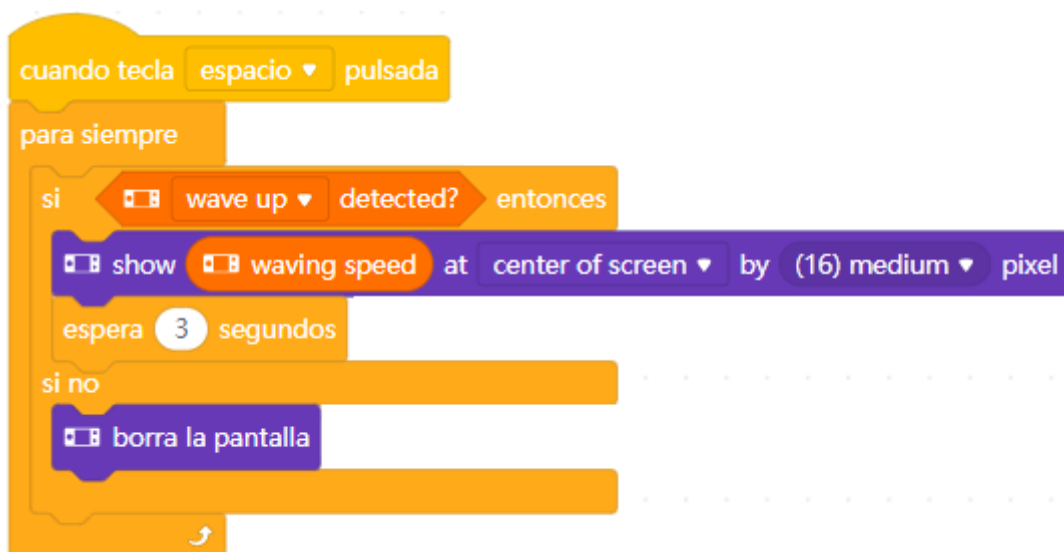 cuando tecla espacio pulsada
para siempre
si wave up detected? entonces
show waving speed at center of screen by (16) medium pixel
espera 3 segundos
si no
borra la pantalla